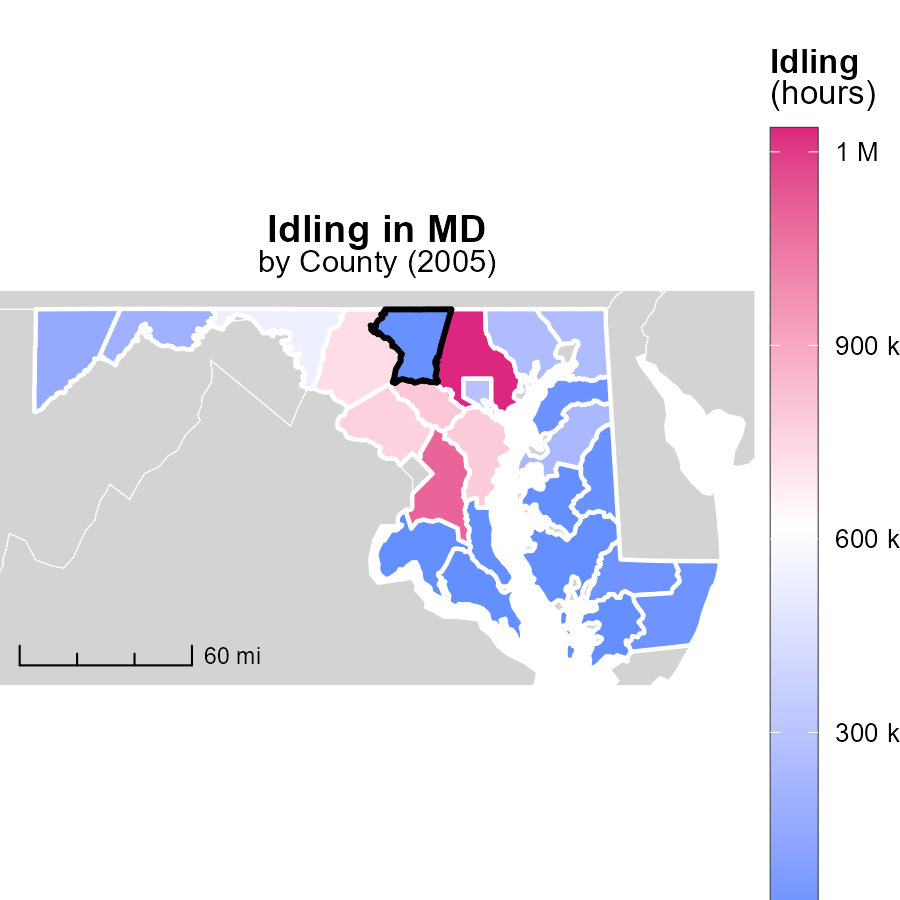 Idling
(hours)
1 M
Idling in MD
by County (2005)
900 k
600 k
60 mi
300 k